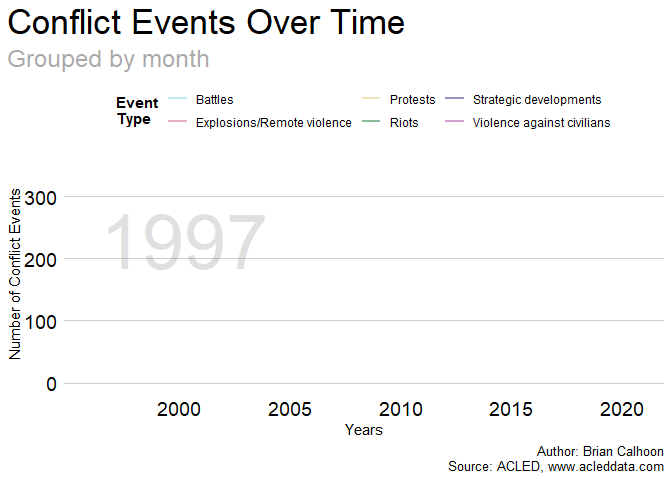 Conflict Events Over Time
Grouped by month
Event
Type
Battles
Protests
Strategic developments
Explosions/Remote violence
Riots
Violence against civilians
Number of Conflict Events
300
200
100
0
1997
2000
2005
2010
2015
2020
Years
Author: Brian Calhoon
Source: ACLED, www.acleddata.com